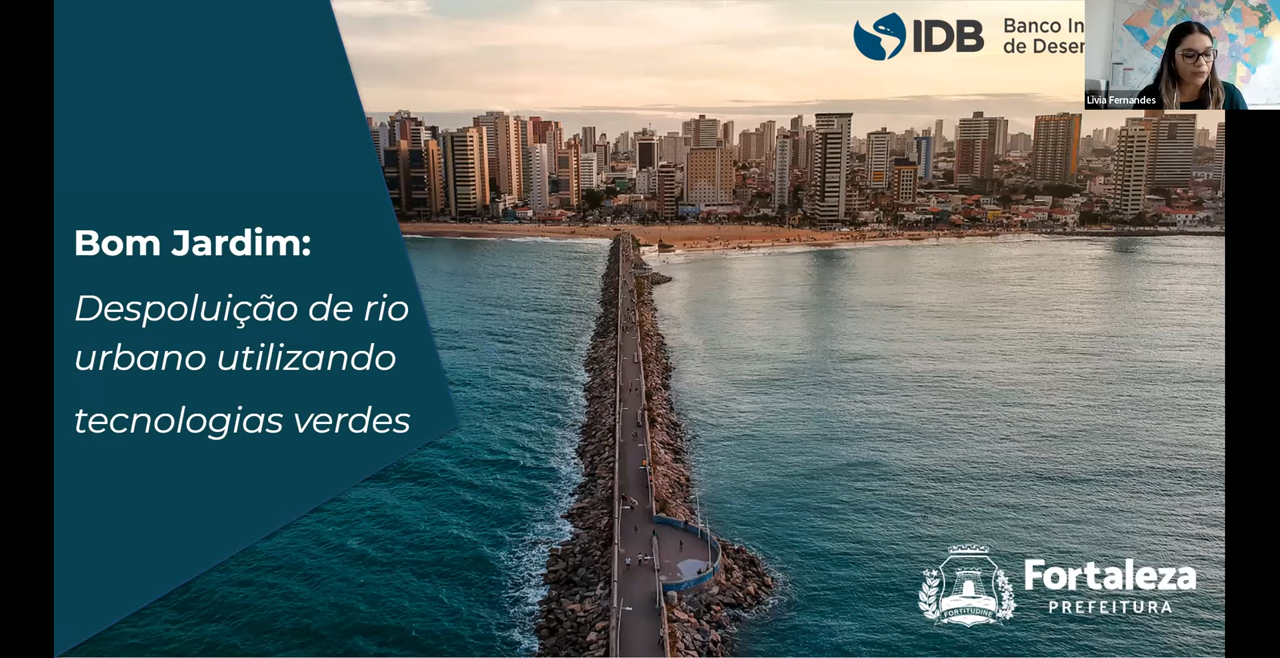 IDB
Banco In
de Desen
Livia Fernandes
Bom Jardim:
Despoluição de rio
urbano utilizando
tecnologias verdes
FORTITUDINE
Fortaleza
PREFEITURA